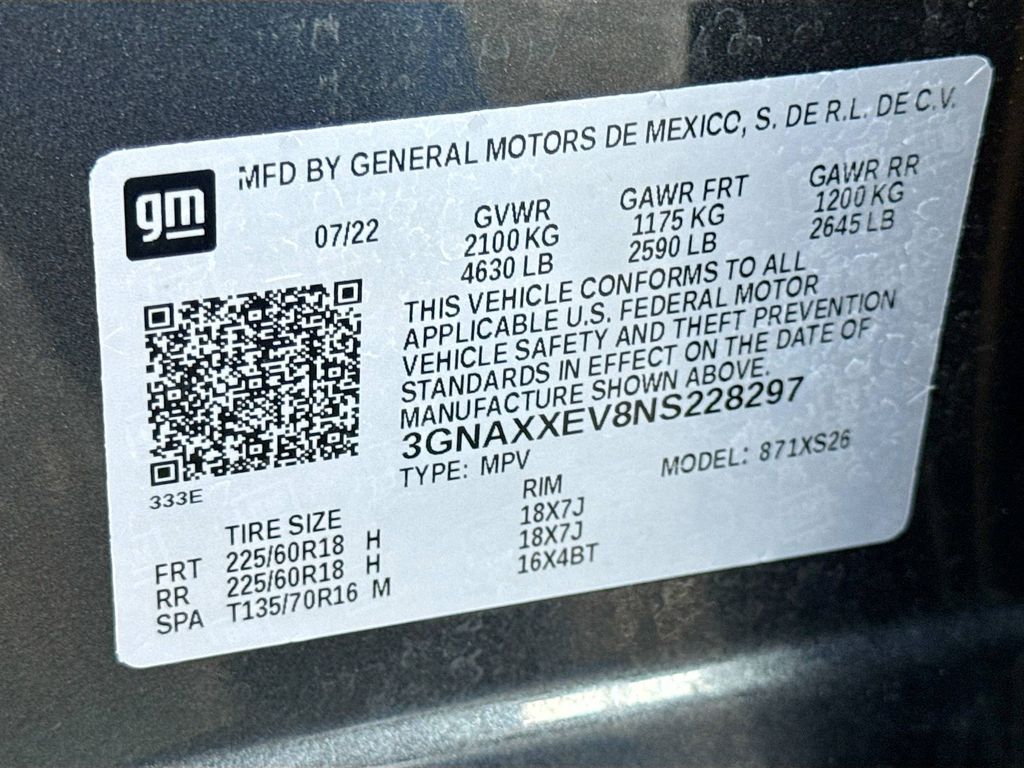 MFD BY GENERAL MOTORS DE MEXICO, S. DE R.L. DE C.V.
gm
07/22
GVWR
2100 KG
4630 LB
GAWR FRT
1175 KG
2590 LB
GAWR RR
1200 KG
2645 LB
THIS VEHICLE CONFORMS TO ALL
APPLICABLE U.S. FEDERAL MOTOR
VEHICLE SAFETY AND THEFT PREVENTION
STANDARDS IN EFFECT ON THE DATE OF
MANUFACTURE SHOWN ABOVE.
3GNAXXEV8NS228297
TYPE: MPV MODEL: 871XS26
333E
TIRE SIZE RIM
FRT 225/60R18 H 18X7J
RR 225/60R18 H 18X7J
SPA T135/70R16 M 16X4BT